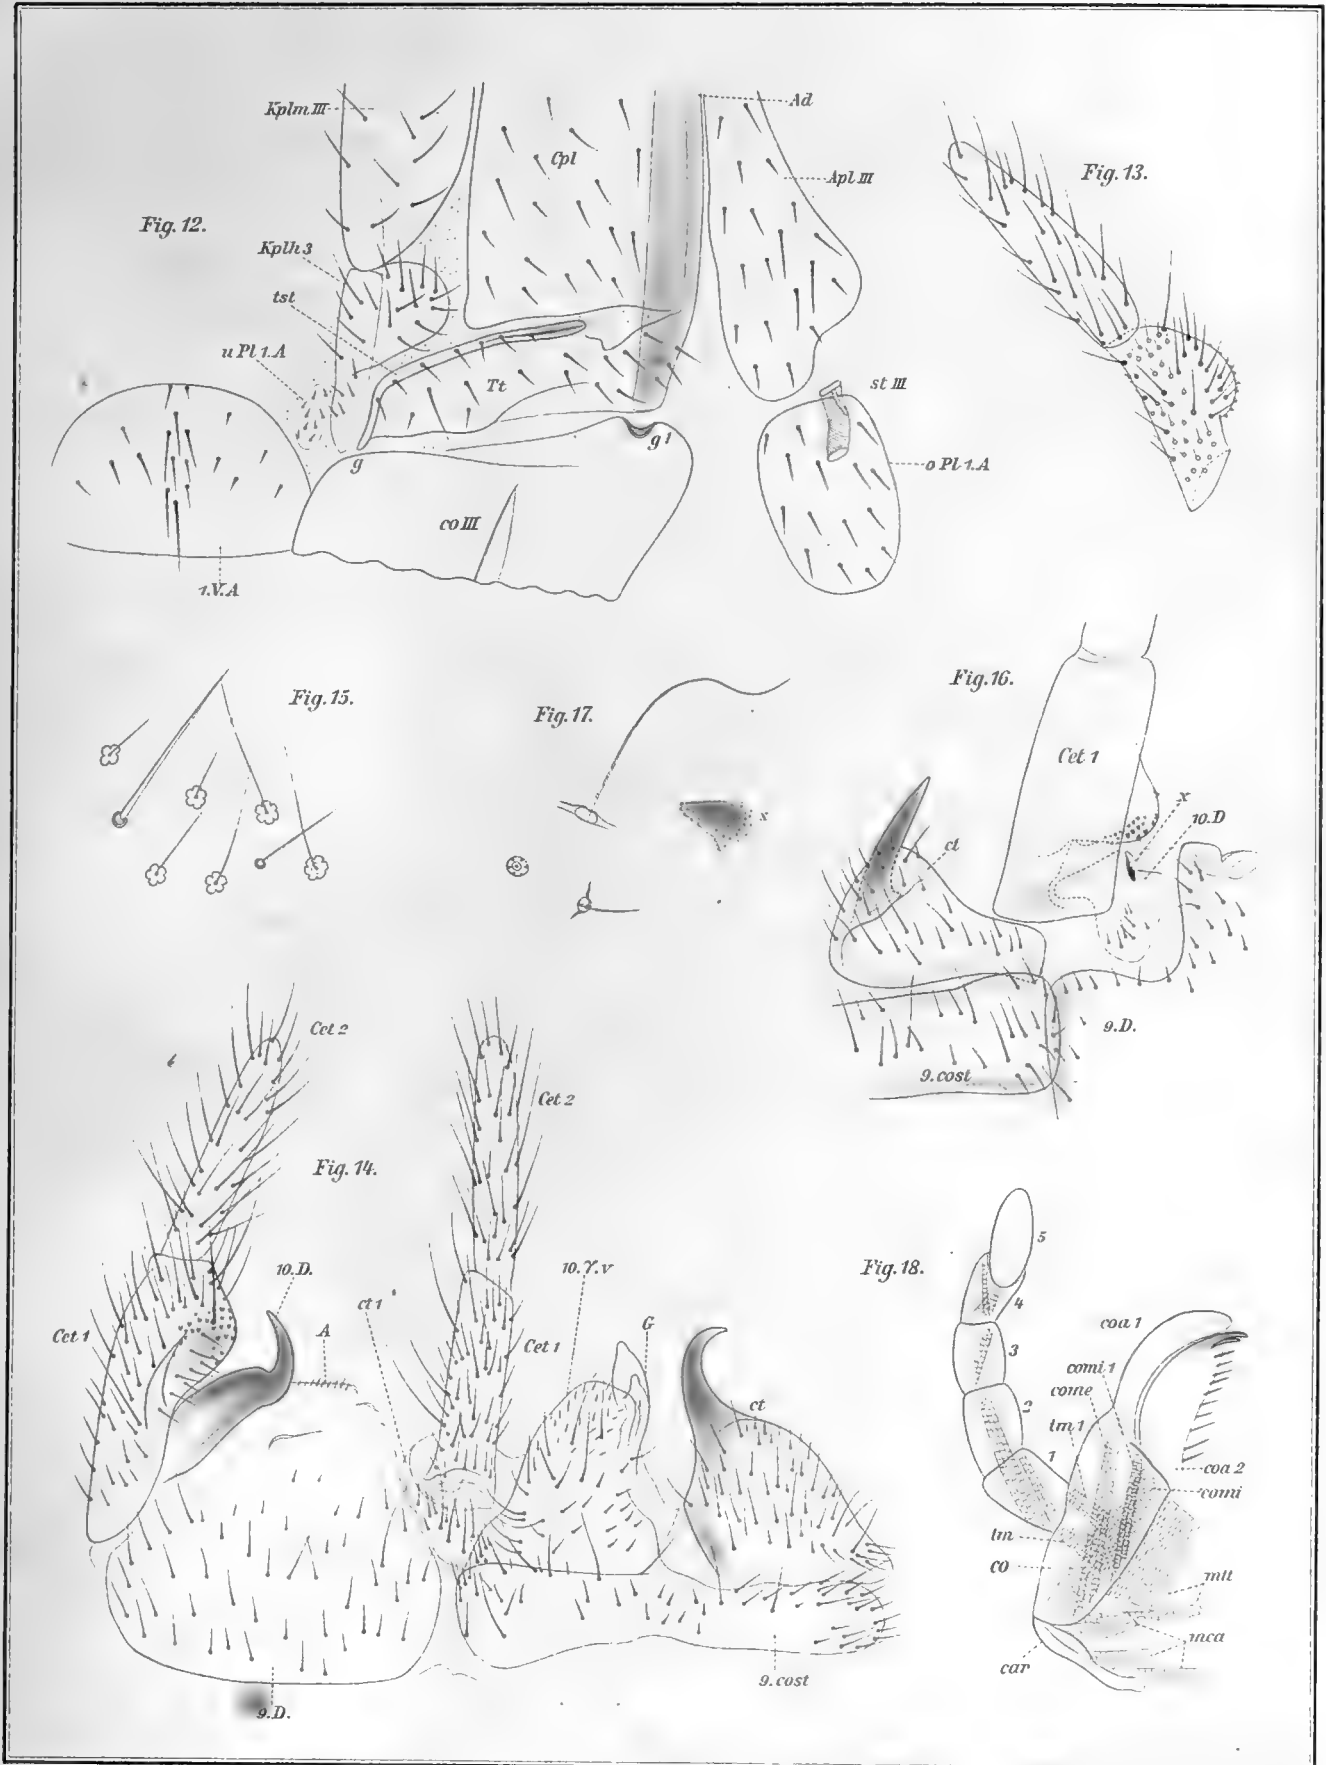 Fig. 12.
Kplm III
Cpl
Ad
Apl III
Kplh 3
tst
u Pl 1. A
Tt
st III
o Pl 1. A
g
g 1
co III
1. V. A
Fig. 13.
Fig. 15.
Fig. 17.
x
Fig. 16.
Cet 1
x
10. D
ct
9. D.
9. cost
Fig. 14.
Cet 2
Cet 1
10. D.
A
9. D.
Cet 2
ct 1
Cet 1
10. γ. v
G
ct
9. cost
Fig. 18.
5
4
3
2
1
coa 1
comi 1
come
tm 1
coa 2
comi
tm
co
mtt
mca
car